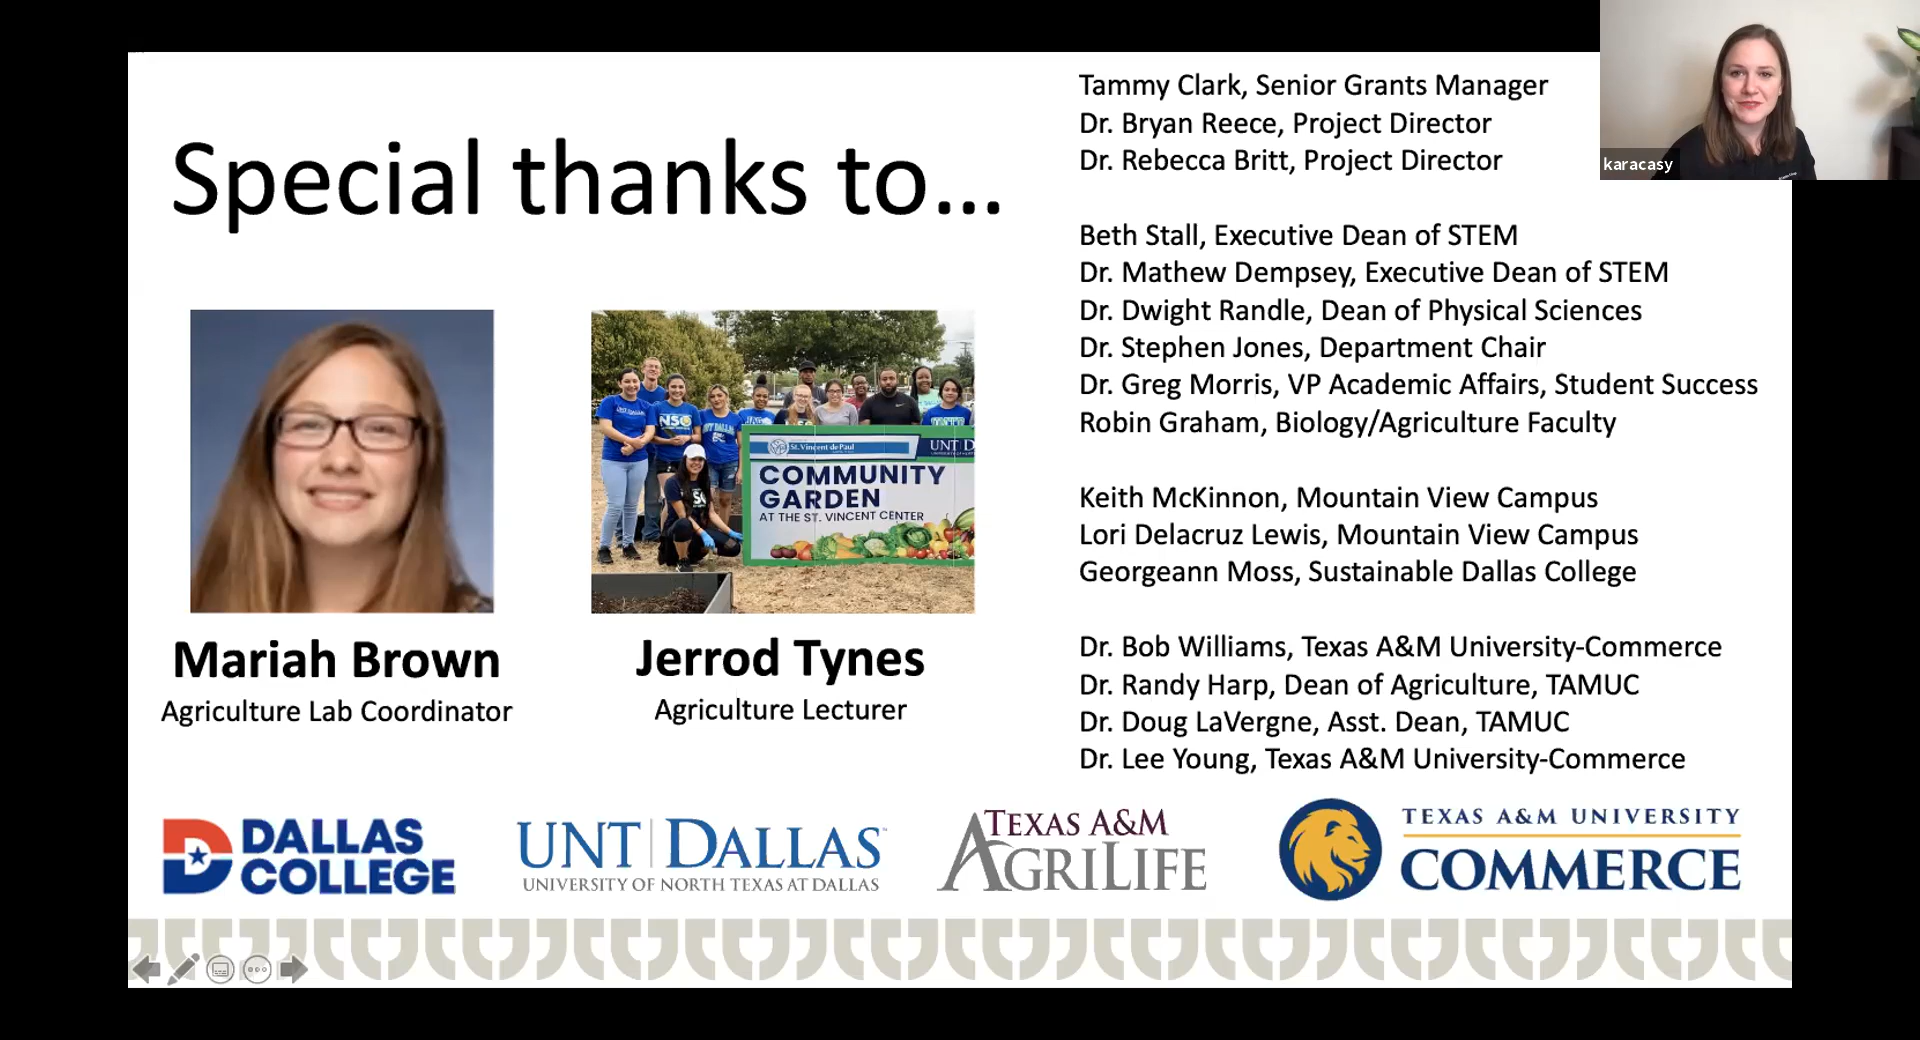 Special thanks to...
Tammy Clark, Senior Grants Manager
Dr. Bryan Reece, Project Director
Dr. Rebecca Britt, Project Director
Beth Stall, Executive Dean of STEM
Dr. Mathew Dempsey, Executive Dean of STEM
Dr. Dwight Randle, Dean of Physical Sciences
Dr. Stephen Jones, Department Chair
Dr. Greg Morris, VP Academic Affairs, Student Success
Robin Graham, Biology/Agriculture Faculty
Keith McKinnon, Mountain View Campus
Lori Delacruz Lewis, Mountain View Campus
Georgeann Moss, Sustainable Dallas College
Dr. Bob Williams, Texas A&M University-Commerce
Dr. Randy Harp, Dean of Agriculture, TAMUC
Dr. Doug LaVergne, Asst. Dean, TAMUC
Dr. Lee Young, Texas A&M University-Commerce
karacasy
NSO
St. Vincent de Paul
UNT D
COMMUNITY
GARDEN
AT THE ST. VINCENT CENTER
Mariah Brown
Agriculture Lab Coordinator
Jerrod Tynes
Agriculture Lecturer
DALLAS
COLLEGE
UNT DALLAS
UNIVERSITY OF NORTH TEXAS AT DALLAS
TEXAS A&M
AGRILIFE
TEXAS A&M UNIVERSITY
COMMERCE